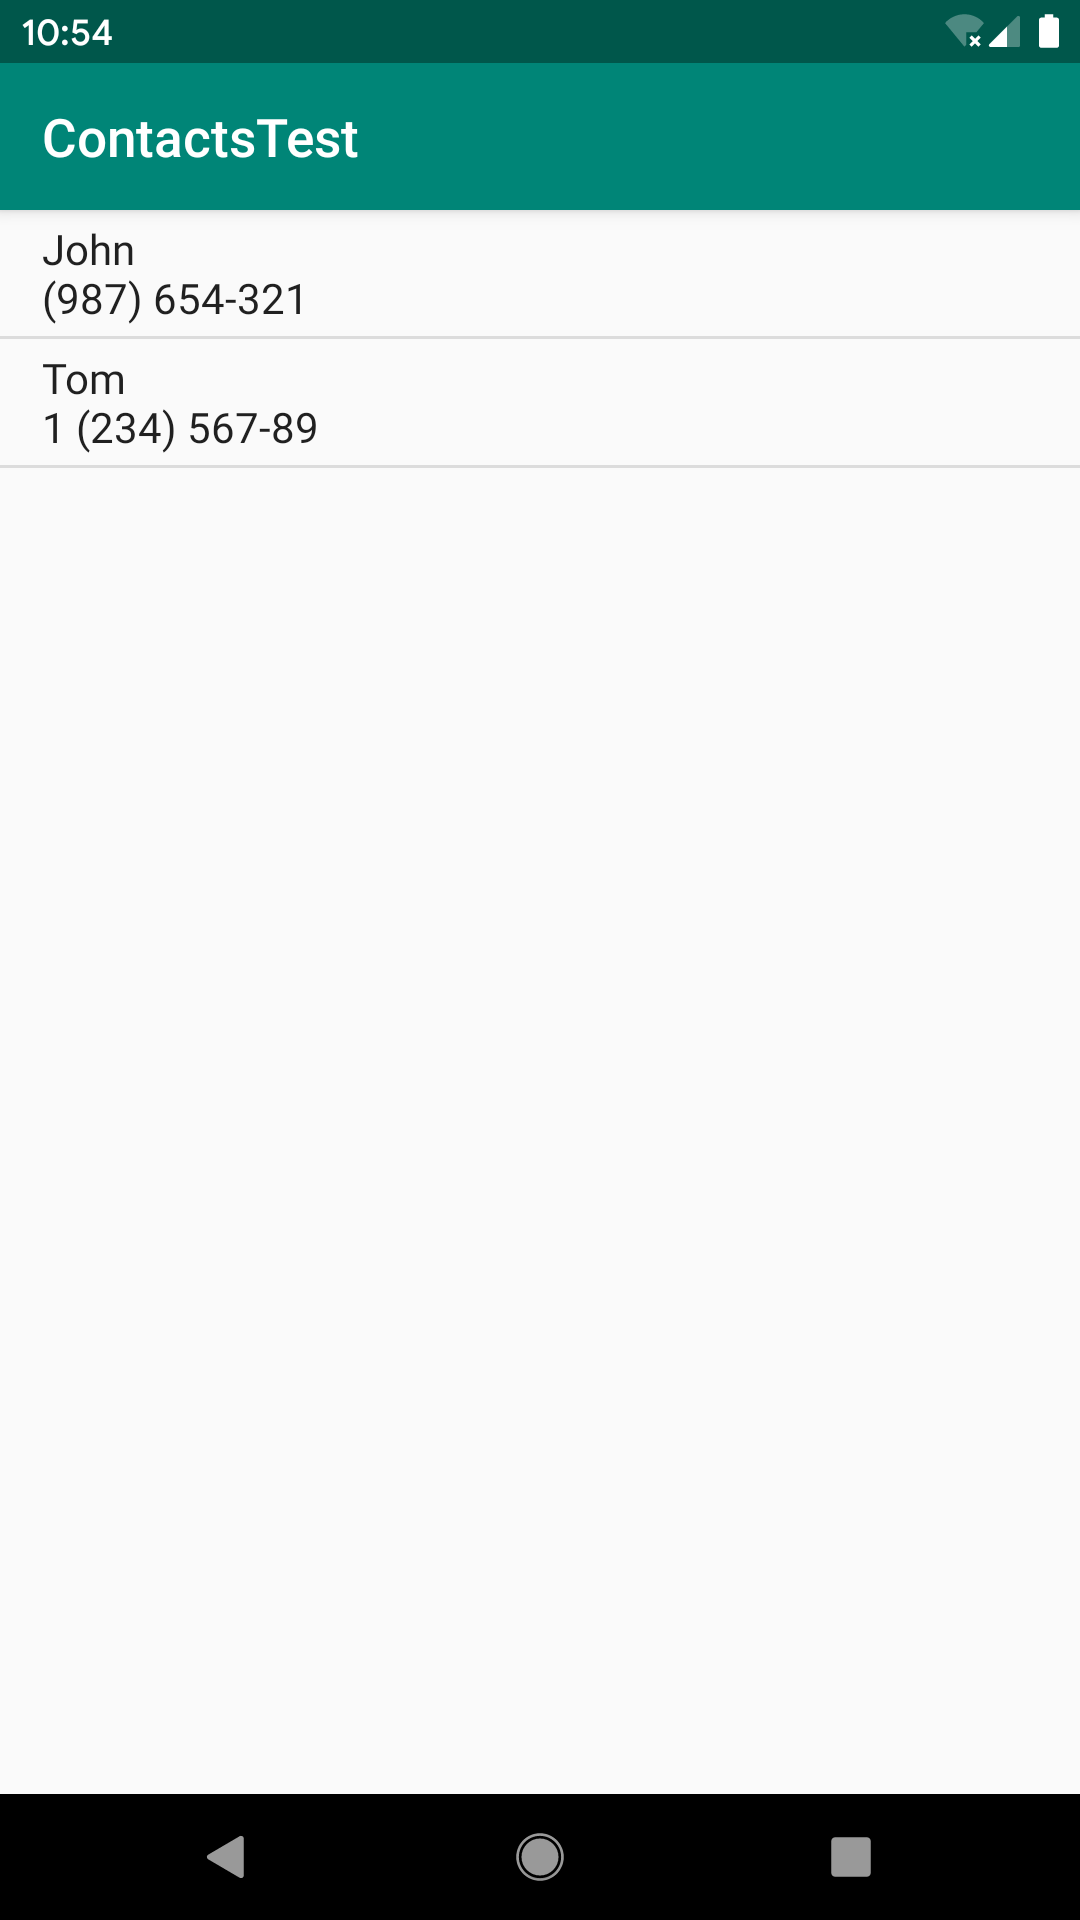 10:54
ContactsTest
John
(987) 654-321
Tom
1 (234) 567-89